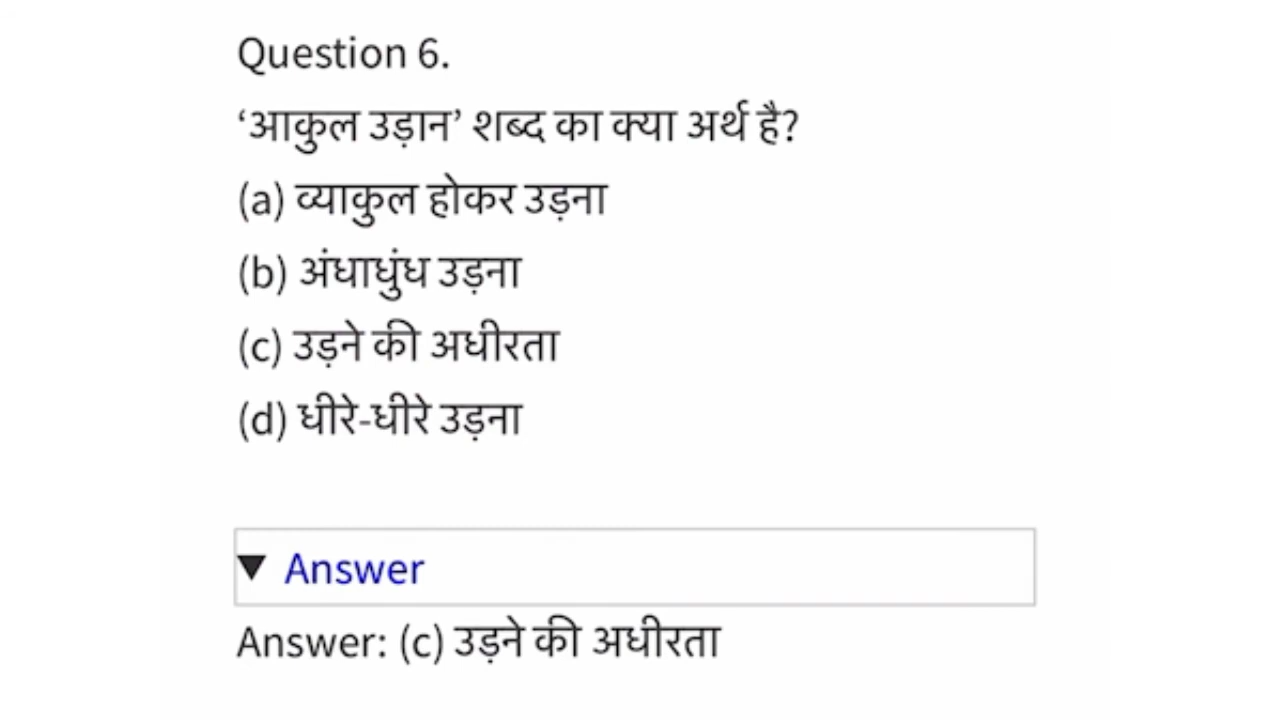 Question 6.
‘आकुल उड़ान’ शब्द का क्या अर्थ है?
(a) व्याकुल होकर उड़ना
(b) अंधाधुंध उड़ना
(c) उड़ने की अधीरता
(d) धीरे-धीरे उड़ना
▼ Answer
Answer: (c) उड़ने की अधीरता